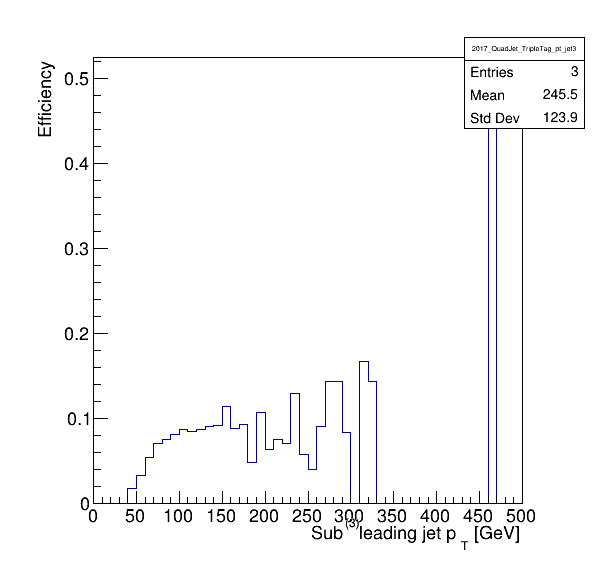 2017_QuadJet_TripleTag_pt_jet3
Entries 3
Mean 245.5
Std Dev 123.9
Efficiency
0.5
0.4
0.3
0.2
0.1
0
0 50 100 150 200 250 300 350 400 450 500
Sub(3)leading jet p T [GeV]